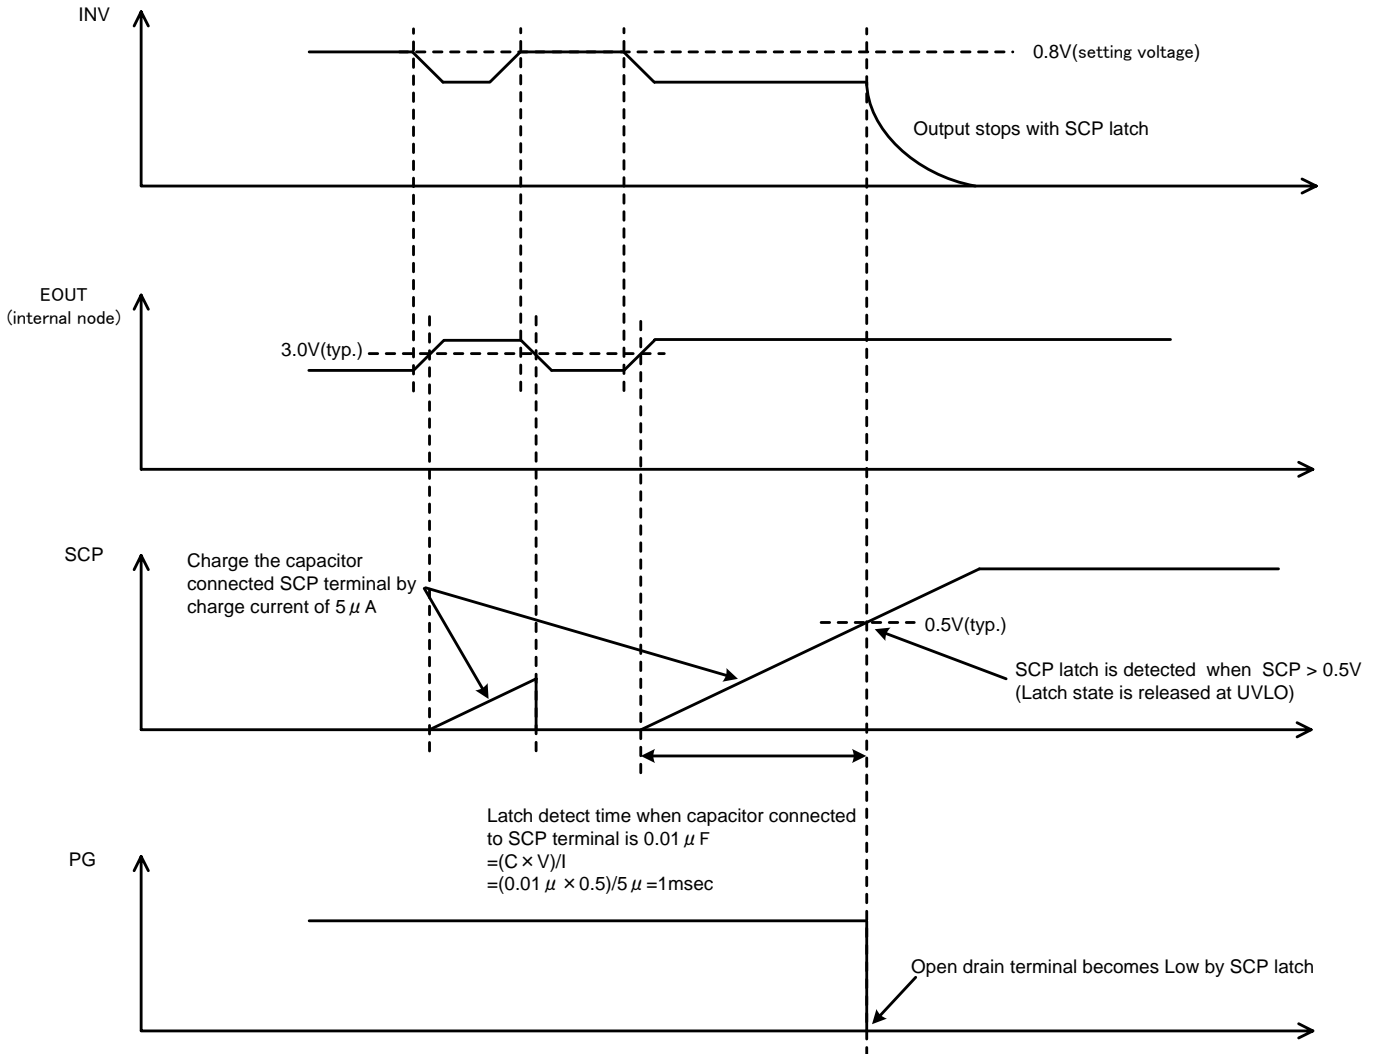 INV
0.8V(setting voltage)
Output stops with SCP latch
EOUT
(internal node)
3.0V(typ.)
SCP
Charge the capacitor
connected SCP terminal by
charge current of 5μA
0.5V(typ.)
SCP latch is detected when SCP > 0.5V
(Latch state is released at UVLO)
Latch detect time when capacitor connected
to SCP terminal is 0.01μF
=(C×V)/I
=(0.01μ×0.5)/5μ=1msec
PG
Open drain terminal becomes Low by SCP latch